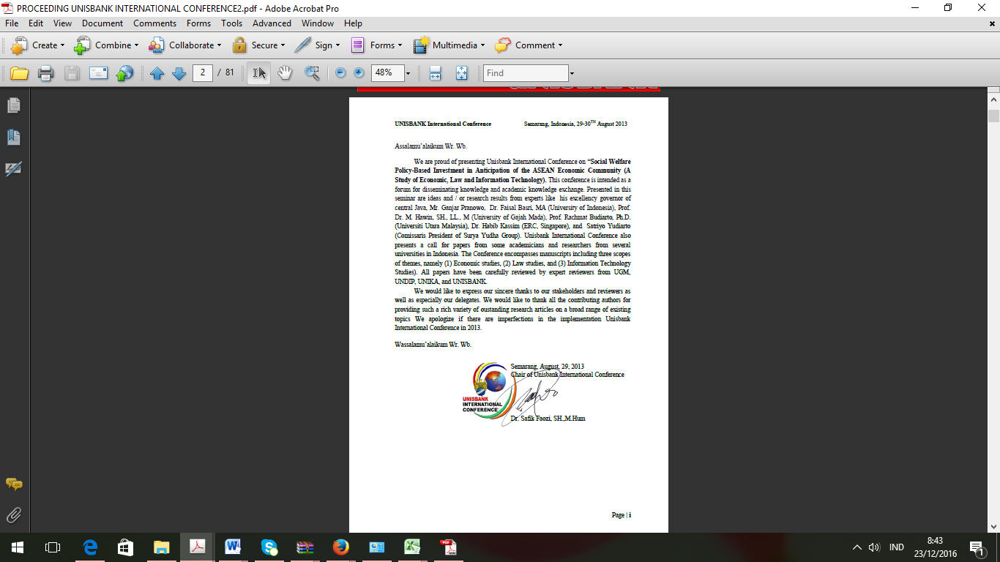 PROCEEDING UNISBANK INTERNATIONAL CONFERENCE2.pdf - Adobe Acrobat Pro
File Edit View Document Comments Forms Tools Advanced Window Help
Create Combine Collaborate Secure Sign Forms Multimedia Comment
2 / 81 48% Find
UNISBANK International Conference Semarang, Indonesia, 29-30TH August 2013
Assalamu’alaikum Wr. Wb.
We are proud of presenting Unisbank International Conference on “Social Welfare
Policy-Based Investment in Anticipation of the ASEAN Economic Community (A
Study of Economic, Law and Information Technology). This conference is intended as a
forum for disseminating knowledge and academic knowledge exchange. Presented in this
seminar are ideas and / or research results from experts like his excellency governor of
central Java, Mr. Ganjar Pranowo, Dr. Faisal Basri, MA (University of Indonesia), Prof.
Dr. M. Hawin, SH., LL., M (University of Gajah Mada), Prof. Rachmat Budiarto, Ph.D.
(Universiti Utara Malaysia), Dr. Habib Kassim (ERC, Singapore), and Satriyo Yudiarto
(Comissaris President of Surya Yudha Group). Unisbank International Conference also
presents a call for papers from some academicians and researchers from several
universities in Indonesia. The Conference encompasses manuscripts including three scopes
of themes, namely (1) Economic studies, (2) Law studies, and (3) Information Technology
Studies). All papers have been carefully reviewed by expert reviewers from UGM,
UNDIP, UNIKA, and UNISBANK.
We would like to express our sincere thanks to our stakeholders and reviewers as
well as especially our delegates. We would like to thank all the contributing authors for
providing such a rich variety of oustanding research articles on a broad range of existing
topics We apologize if there are imperfections in the implementation Unisbank
International Conference in 2013.
Wassalamu’alaikum Wr. Wb.
Semarang, August, 29, 2013
Chair of Unisbank International Conference
UNISBANK
INTERNATIONAL
CONFERENCE
Dr. Safik Faozi, SH.,M.Hum
Page | i
IND
8:43
23/12/2016
1